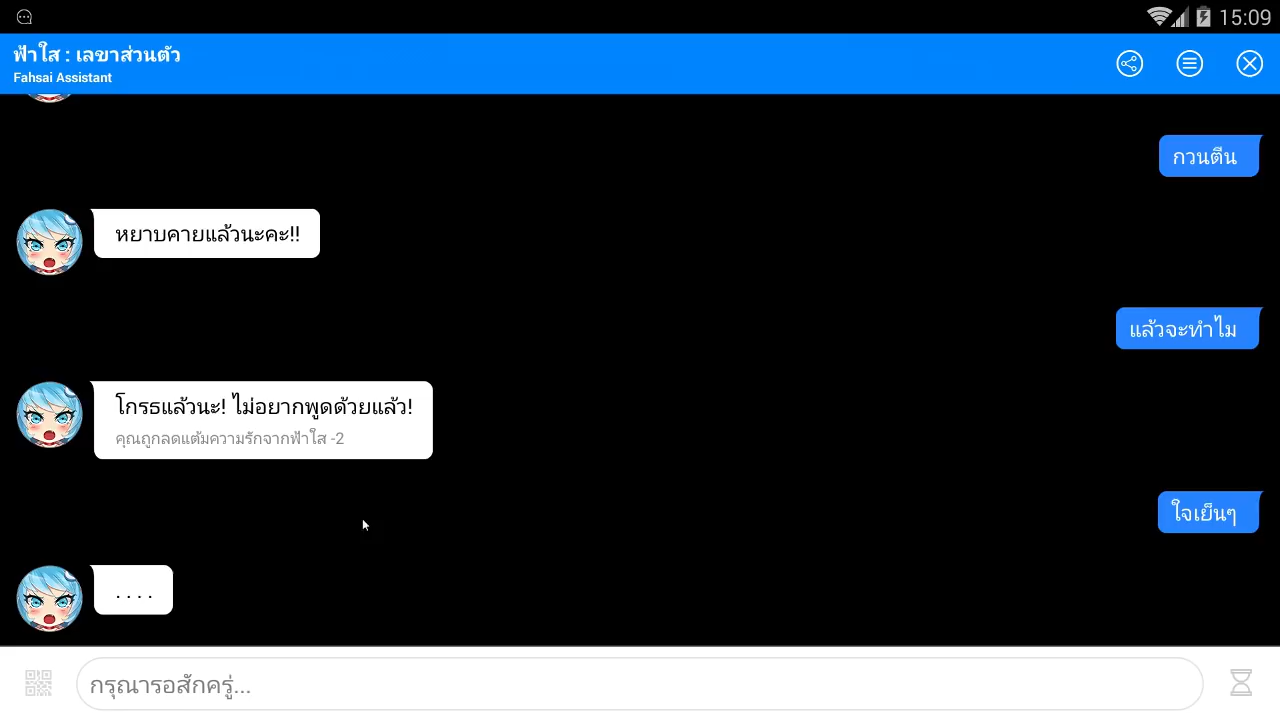 15:09
ฟ้าใส : เลขาส่วนตัว
Fahsai Assistant
กวนตีน
หยาบคายแล้วนะคะ!!
แล้วจะทำไม
โกรธแล้วนะ! ไม่อยากพูดด้วยแล้ว!
คุณถูกลดแต้มความรักจากฟ้าใส -2
ใจเย็นๆ
. . . .
กรุณารอสักครู่...